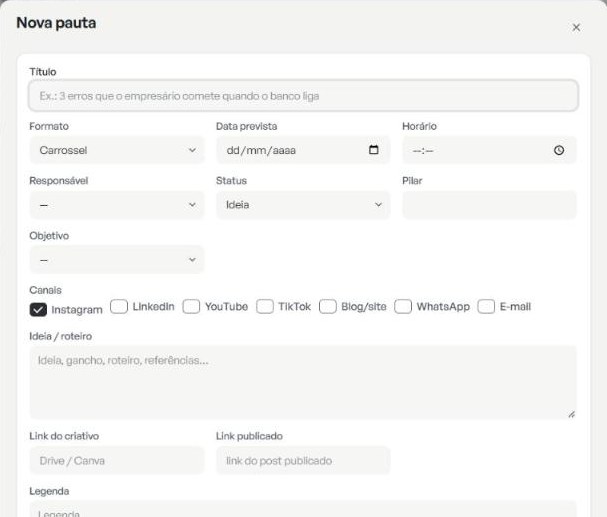 Nova pauta
Título
Ex.: 3 erros que o empresário comete quando o banco liga
Formato Data prevista Horário
Carrossel dd/mm/aaaa --:--
Responsável Status Pilar
— Ideia
Objetivo
—
Canais
Instagram LinkedIn YouTube TikTok Blog/site WhatsApp E-mail
Ideia / roteiro
Ideia, gancho, roteiro, referências...
Link do criativo Link publicado
Drive / Canva link do post publicado
Legenda
Legenda